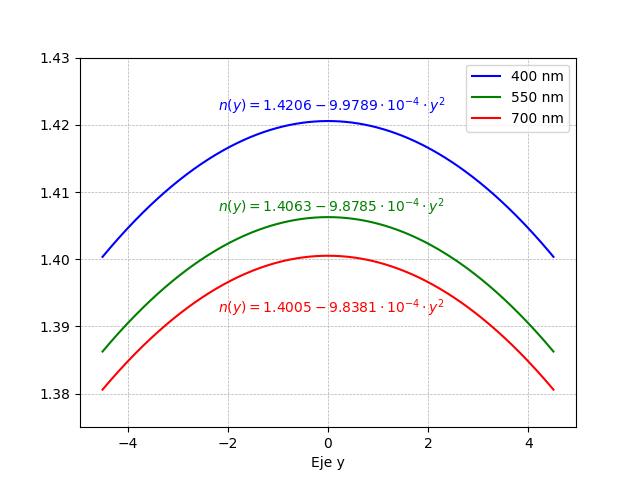 1.43
1.42
1.41
1.40
1.39
1.38
400 nm
550 nm
700 nm
n(y) = 1.4206 − 9.9789 · 10⁻⁴ · y²
n(y) = 1.4063 − 9.8785 · 10⁻⁴ · y²
n(y) = 1.4005 − 9.8381 · 10⁻⁴ · y²
−4 −2 0 2 4
Eje y